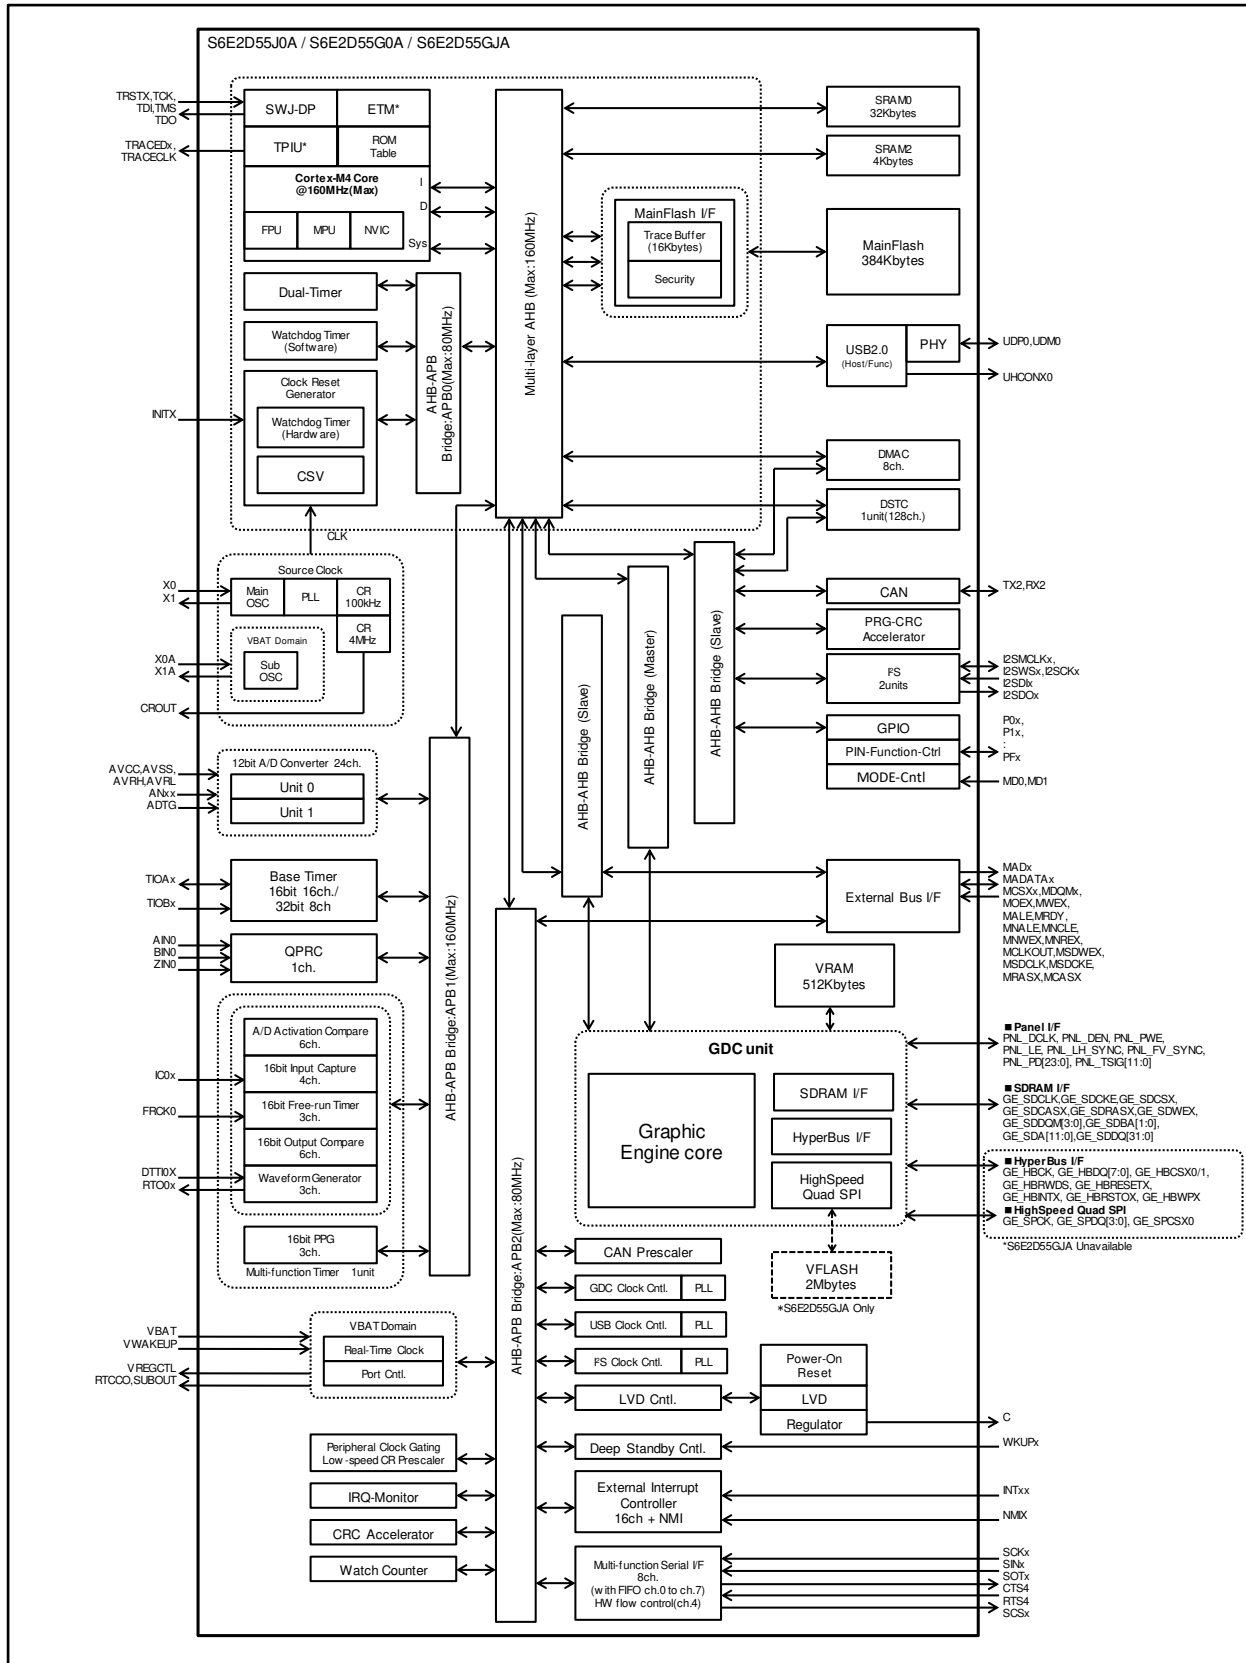 S6E2D55J0A / S6E2D55G0A / S6E2D55GJA
TRSTX,TCK,
TDI,TMS
TDO
TRACEDx,
TRACECLK
SWJ-DP
ETM*
TPIU*
ROM
Table
Cortex-M4 Core
@160MHz(Max)
I
D
Sys
FPU
MPU
NVIC
Dual-Timer
Watchdog Timer
(Software)
Clock Reset
Generator
Watchdog Timer
(Hardware)
CSV
INITX
CLK
AHB-APB
Bridge:APB0(Max:80MHz)
Multi-layer AHB (Max:160MHz)
MainFlash I/F
Trace Buffer
(16Kbytes)
Security
SRAM0
32Kbytes
SRAM2
4Kbytes
MainFlash
384Kbytes
USB2.0
(Host/Func)
PHY
UDP0,UDM0
UHCONX0
DMAC
8ch.
DSTC
1unit(128ch.)
Source Clock
X0
X1
Main
OSC
PLL
CR
100kHz
CR
4MHz
VBAT Domain
Sub
OSC
X0A
X1A
CROUT
AHB-AHB Bridge (Slave)
AHB-AHB Bridge (Master)
AHB-AHB Bridge (Slave)
CAN
TX2,RX2
PRG-CRC
Accelerator
I²S
2units
I2SMCLKx,
I2SWSx,I2SCKx
I2SDIx
I2SDOx
GPIO
PIN-Function-Ctrl
MODE-Cntl
P0x,
P1x,
:
PFx
MD0,MD1
AVCC,AVSS,
AVRH,AVRL
ANxx
ADTG
12bit A/D Converter 24ch.
Unit 0
Unit 1
TIOAx
TIOBx
Base Timer
16bit 16ch./
32bit 8ch
AIN0
BIN0
ZIN0
QPRC
1ch.
AHB-APB Bridge:APB1(Max:160MHz)
A/D Activation Compare
6ch.
16bit Input Capture
4ch.
16bit Free-run Timer
3ch.
16bit Output Compare
6ch.
Waveform Generator
3ch.
16bit PPG
3ch.
Multi-function Timer 1unit
IC0x
FRCK0
DTTI0X
RTO0x
External Bus I/F
MADx
MADATAx
MCSXx,MDQMx,
MOEX,MWEX,
MALE,MRDY,
MNALE,MNCLE,
MNWEX,MNREX,
MCLKOUT,MSDWEX,
MSDCLK,MSDCKE,
MRASX,MCASX
VRAM
512Kbytes
GDC unit
Graphic
Engine core
SDRAM I/F
HyperBus I/F
HighSpeed
Quad SPI
■ Panel I/F
PNL_DCLK, PNL_DEN, PNL_PWE,
PNL_LE, PNL_LH_SYNC, PNL_FV_SYNC,
PNL_PD[23:0], PNL_TSIG[11:0]
■ SDRAM I/F
GE_SDCLK,GE_SDCKE,GE_SDCSX,
GE_SDCASX,GE_SDRASX,GE_SDWEX,
GE_SDDQM[3:0],GE_SDBA[1:0],
GE_SDA[11:0],GE_SDDQ[31:0]
■ HyperBus I/F
GE_HBCK, GE_HBDQ[7:0], GE_HBCSX0/1,
GE_HBRWDS, GE_HBRESETX,
GE_HBINTX, GE_HBRSTOX, GE_HBWPX
■ HighSpeed Quad SPI
GE_SPCK, GE_SPDQ[3:0], GE_SPCSX0
*S6E2D55GJA Unavailable
VFLASH
2Mbytes
*S6E2D55GJA Only
AHB-APB Bridge:APB2(Max:80MHz)
CAN Prescaler
GDC Clock Cntl.
PLL
USB Clock Cntl.
PLL
I²S Clock Cntl.
PLL
LVD Cntl.
Power-On
Reset
LVD
Regulator
C
Deep Standby Cntl.
WKUPx
VBAT
VWAKEUP
VREGCTL
RTCCO,SUBOUT
VBAT Domain
Real-Time Clock
Port Cntl.
Peripheral Clock Gating
Low-speed CR Prescaler
IRQ-Monitor
CRC Accelerator
Watch Counter
External Interrupt
Controller
16ch + NMI
INTxx
NMIX
Multi-function Serial I/F
8ch.
(with FIFO ch.0 to ch.7)
HW flow control(ch.4)
SCKx
SINx
SOTx
CTS4
RTS4
SCSx